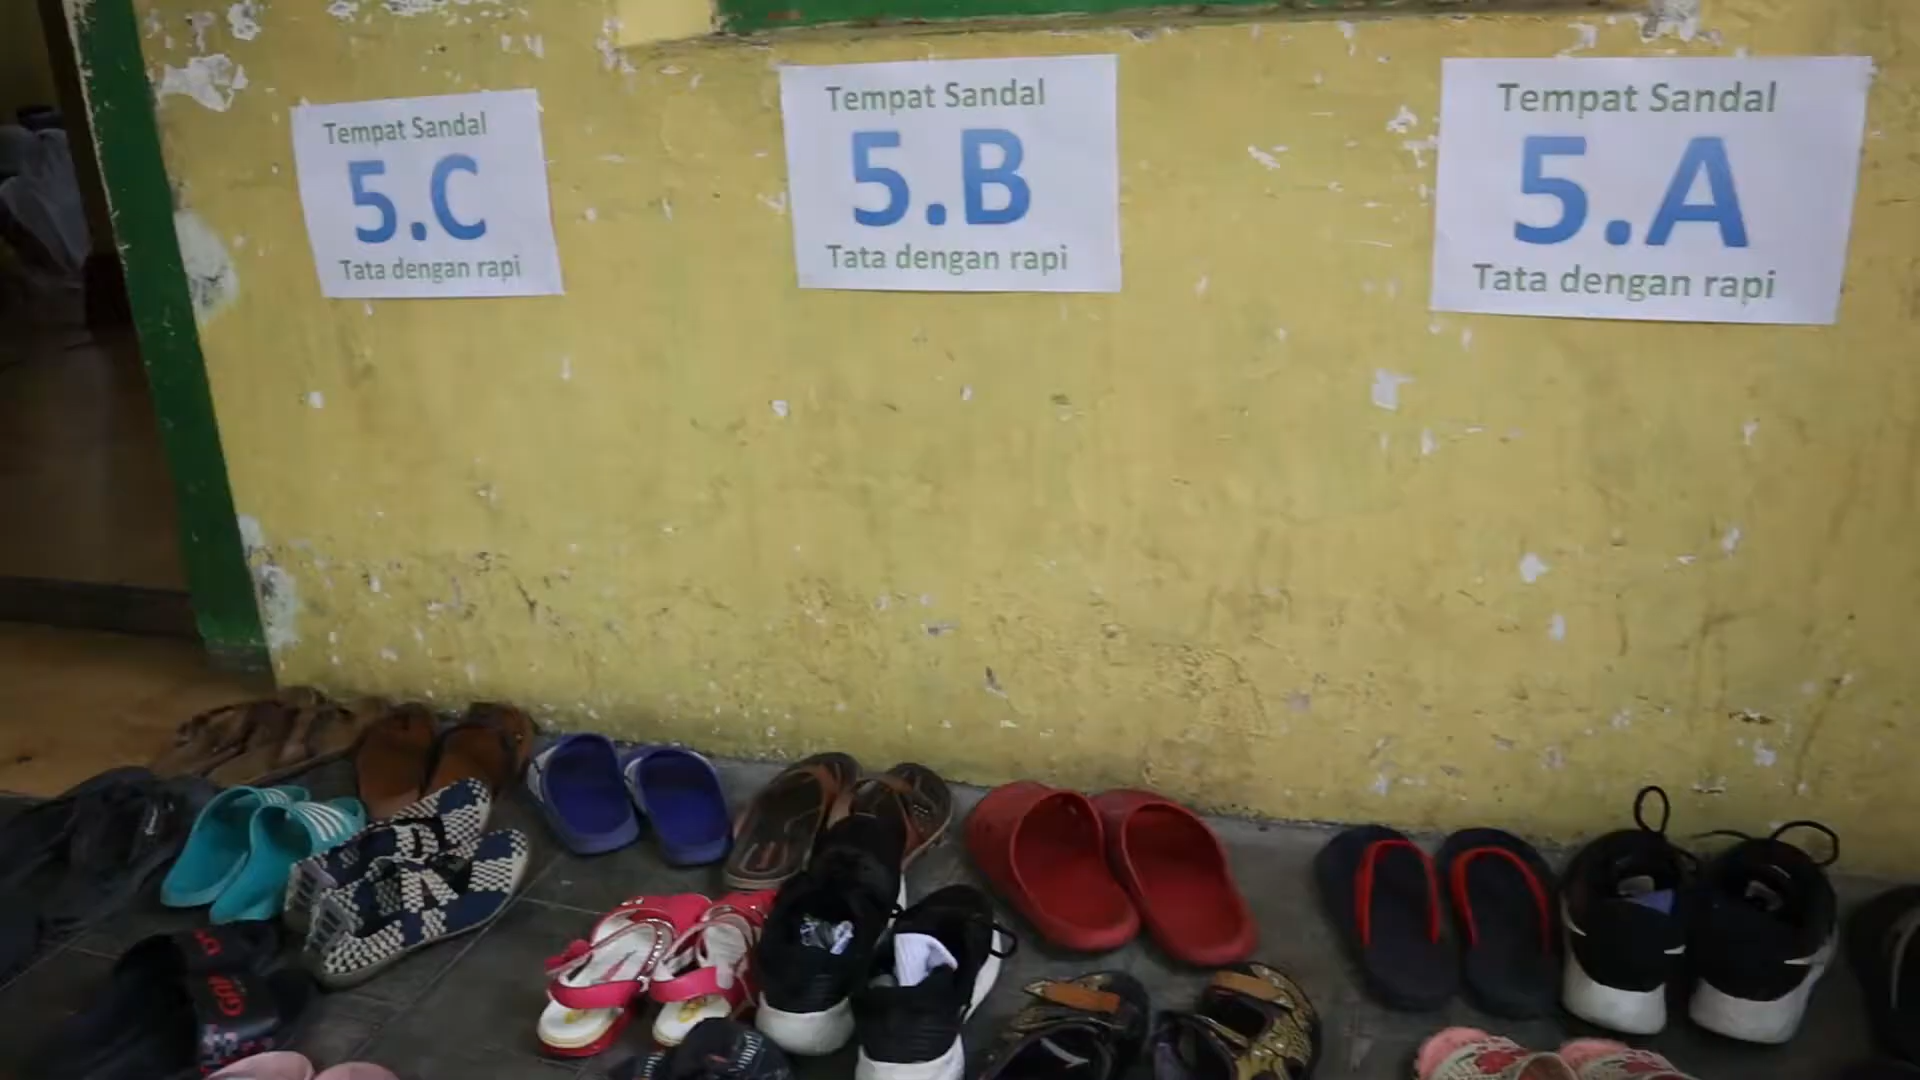 Tempat Sandal
5.C
Tata dengan rapi
Tempat Sandal
5.B
Tata dengan rapi
Tempat Sandal
5.A
Tata dengan rapi